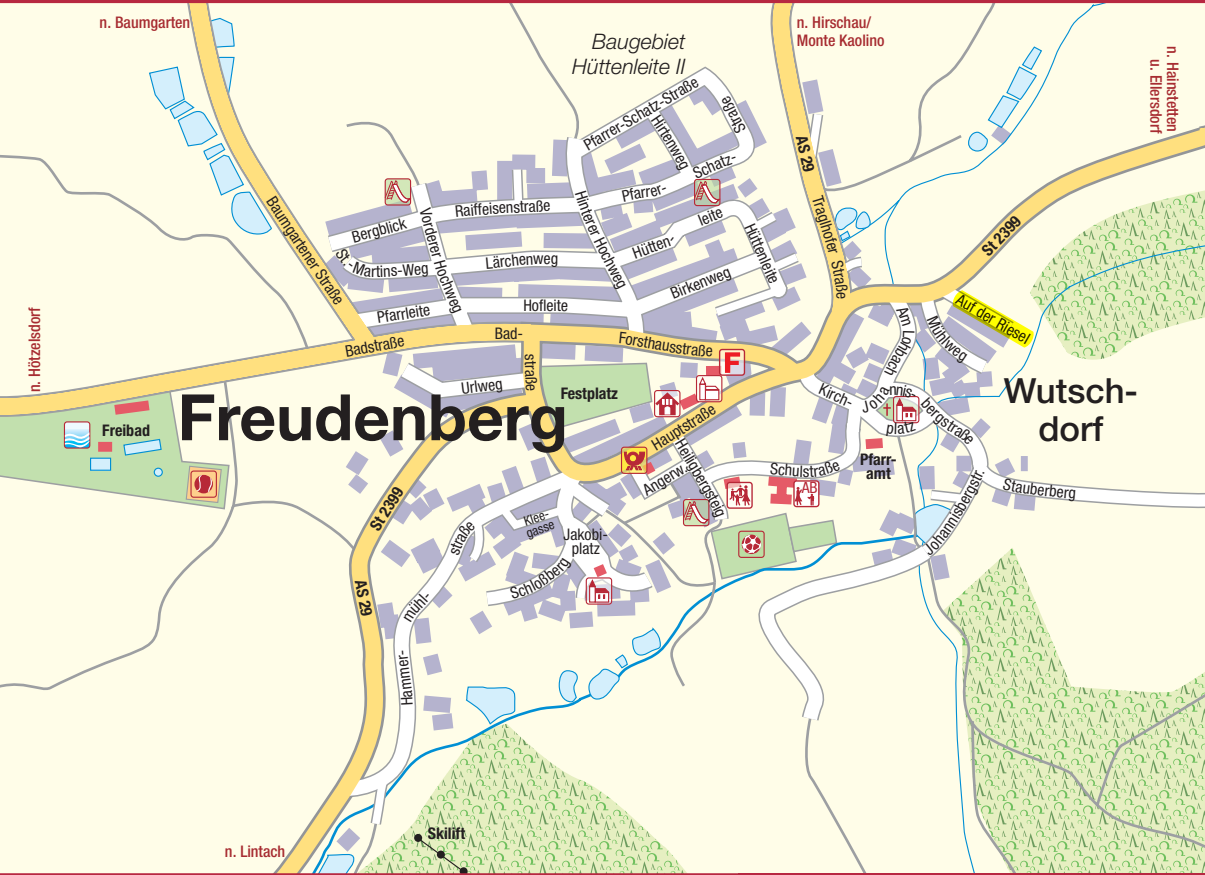 n. Baumgarten
n. Hirschau/
Monte Kaolino
Baugebiet
Hüttenleite II
n. Hainstetten
u. Ellersdorf
Pfarrer-Schatz-Straße
Straße
Hirtenweg
Schatz-
Pfarrer-
AS 29
Traglhofer Straße
St 2399
Baumgartener Straße
Bergblick
Vorderer Hochweg
Raiffeisenstraße
Hinterer Hochweg
leite
Hütten-
Hüttenleite
St.-Martins-Weg
Lärchenweg
Birkenweg
Pfarrleite
Hofleite
Auf der Riesel
Am Lohbach
Mühlweg
n. Hötzelsdorf
Badstraße
Bad-
straße
Forsthausstraße
F
Urlweg
Festplatz
Kirch-
Johannis-
platz
bergstraße
Wutsch-
dorf
Freudenberg
Freibad
Hauptstraße
Heiligbergsteig
Angerw.
Schulstraße
AB
Pfarr-
amt
Stauberberg
Johannisbergstr.
St 2399
straße
Klee-
gasse
Jakobi-
platz
Schloßberg
AS 29
mühl-
Hammer-
Skilift
n. Lintach